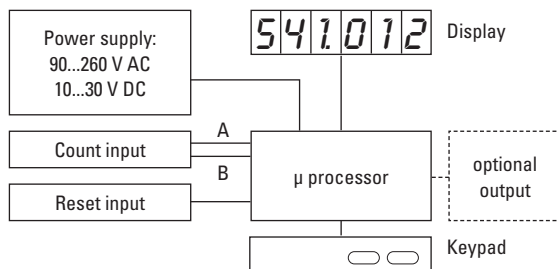 Power supply:
90...260 V AC
10...30 V DC
541.012
Display
Count input
A
B
Reset input
µ processor
optional
output
Keypad